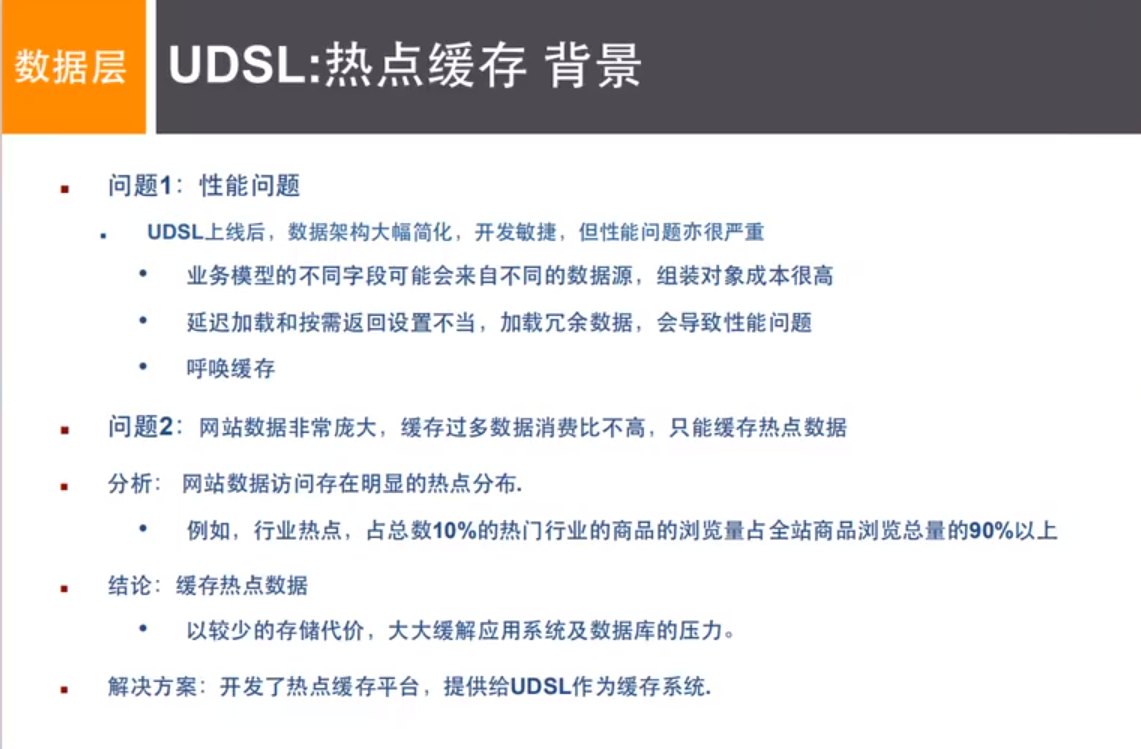 数据层
UDSL:热点缓存 背景
问题1：性能问题
UDSL上线后，数据架构大幅简化，开发敏捷，但性能问题亦很严重
业务模型的不同字段可能会来自不同的数据源，组装对象成本很高
延迟加载和按需返回设置不当，加载冗余数据，会导致性能问题
呼唤缓存
问题2：网站数据非常庞大，缓存过多数据消费比不高，只能缓存热点数据
分析： 网站数据访问存在明显的热点分布.
例如，行业热点，占总数10%的热门行业的商品的浏览量占全站商品浏览总量的90%以上
结论：缓存热点数据
以较少的存储代价，大大缓解应用系统及数据库的压力。
解决方案：开发了热点缓存平台，提供给UDSL作为缓存系统.